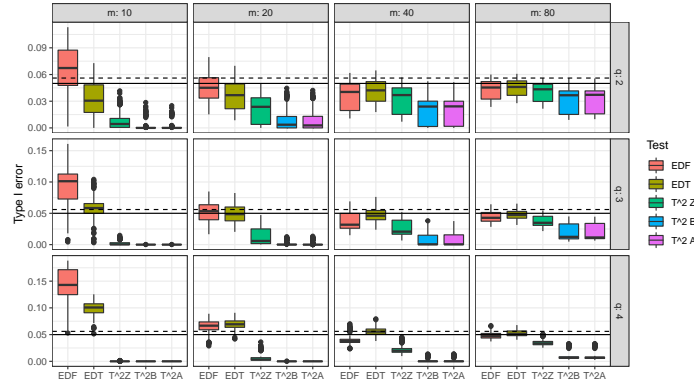 m: 10
m: 20
m: 40
m: 80
0.09
0.06
0.03
0.00
q: 2
0.15
0.10
0.05
0.00
q: 3
0.15
0.10
0.05
0.00
q: 4
Type I error
EDF EDT T^2Z T^2B T^2A
EDF EDT T^2Z T^2B T^2A
EDF EDT T^2Z T^2B T^2A
EDF EDT T^2Z T^2B T^2A
Test
EDF
EDT
T^2 Z
T^2 B
T^2 A